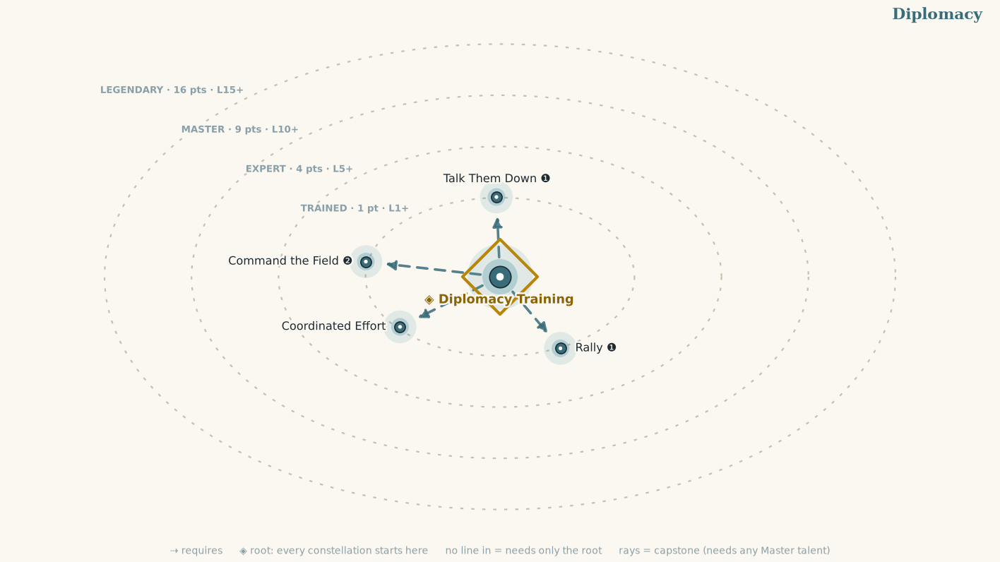 Diplomacy
LEGENDARY · 16 pts · L15+
MASTER · 9 pts · L10+
EXPERT · 4 pts · L5+
Talk Them Down ❶
TRAINED · 1 pt · L1+
Command the Field ❷
◈ Diplomacy Training
Coordinated Effort
Rally ❶
⇢ requires ◈ root: every constellation starts here no line in = needs only the root rays = capstone (needs any Master talent)